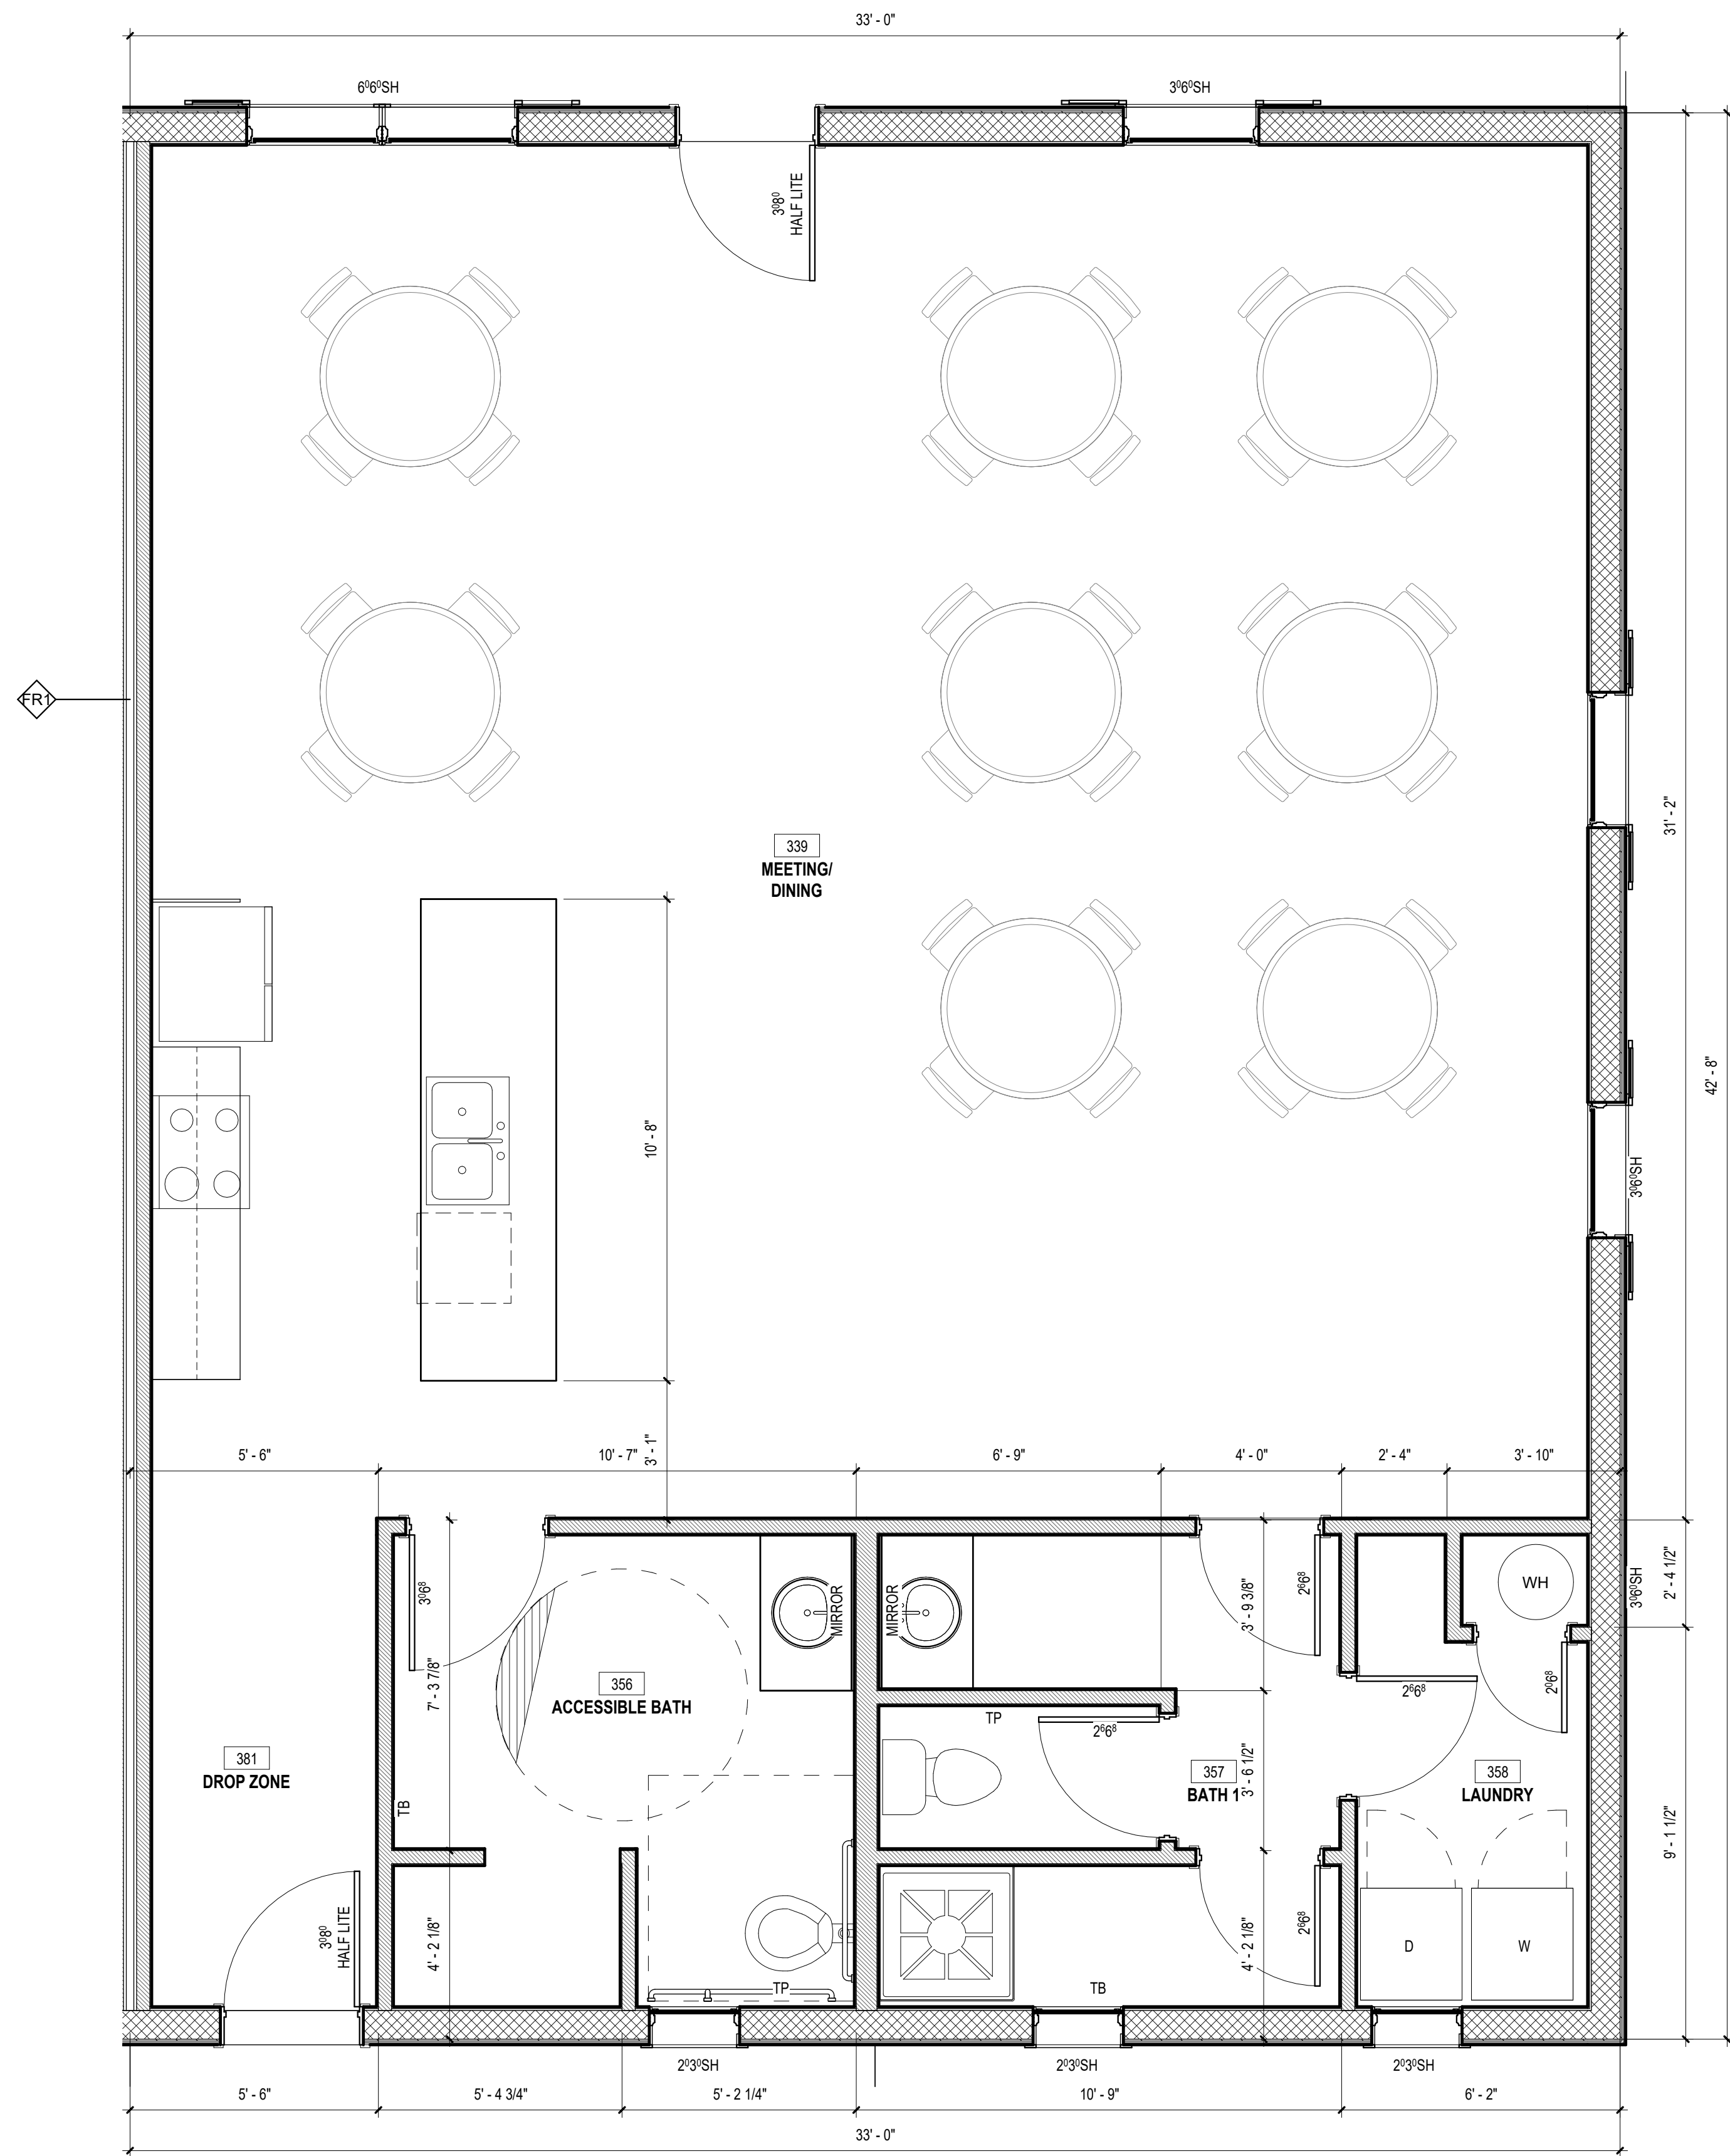 33' - 0"
6⁰6⁰SH
3⁰6⁰SH
3⁰8⁰
HALF LITE
FR1
31' - 2"
339
MEETING/
DINING
42' - 8"
10' - 8"
3⁰6⁰SH
5' - 6"
10' - 7"
3' - 1"
6' - 9"
4' - 0"
2' - 4"
3' - 10"
3⁰6⁸
MIRROR
MIRROR
3' - 9 3/8"
2⁶6⁸
WH
3⁰6⁰SH
2' - 4 1/2"
7' - 3 7/8"
356
ACCESSIBLE BATH
2⁶6⁸
2⁰6⁸
TP
2⁶6⁸
381
DROP ZONE
357
BATH 1
3' - 6 1/2"
358
LAUNDRY
TB
9' - 1 1/2"
3⁰8⁰
HALF LITE
4' - 2 1/8"
4' - 2 1/8"
2⁶6⁸
D
W
TP
TB
2⁰3⁰SH
2⁰3⁰SH
2⁰3⁰SH
5' - 6"
5' - 4 3/4"
5' - 2 1/4"
10' - 9"
6' - 2"
33' - 0"